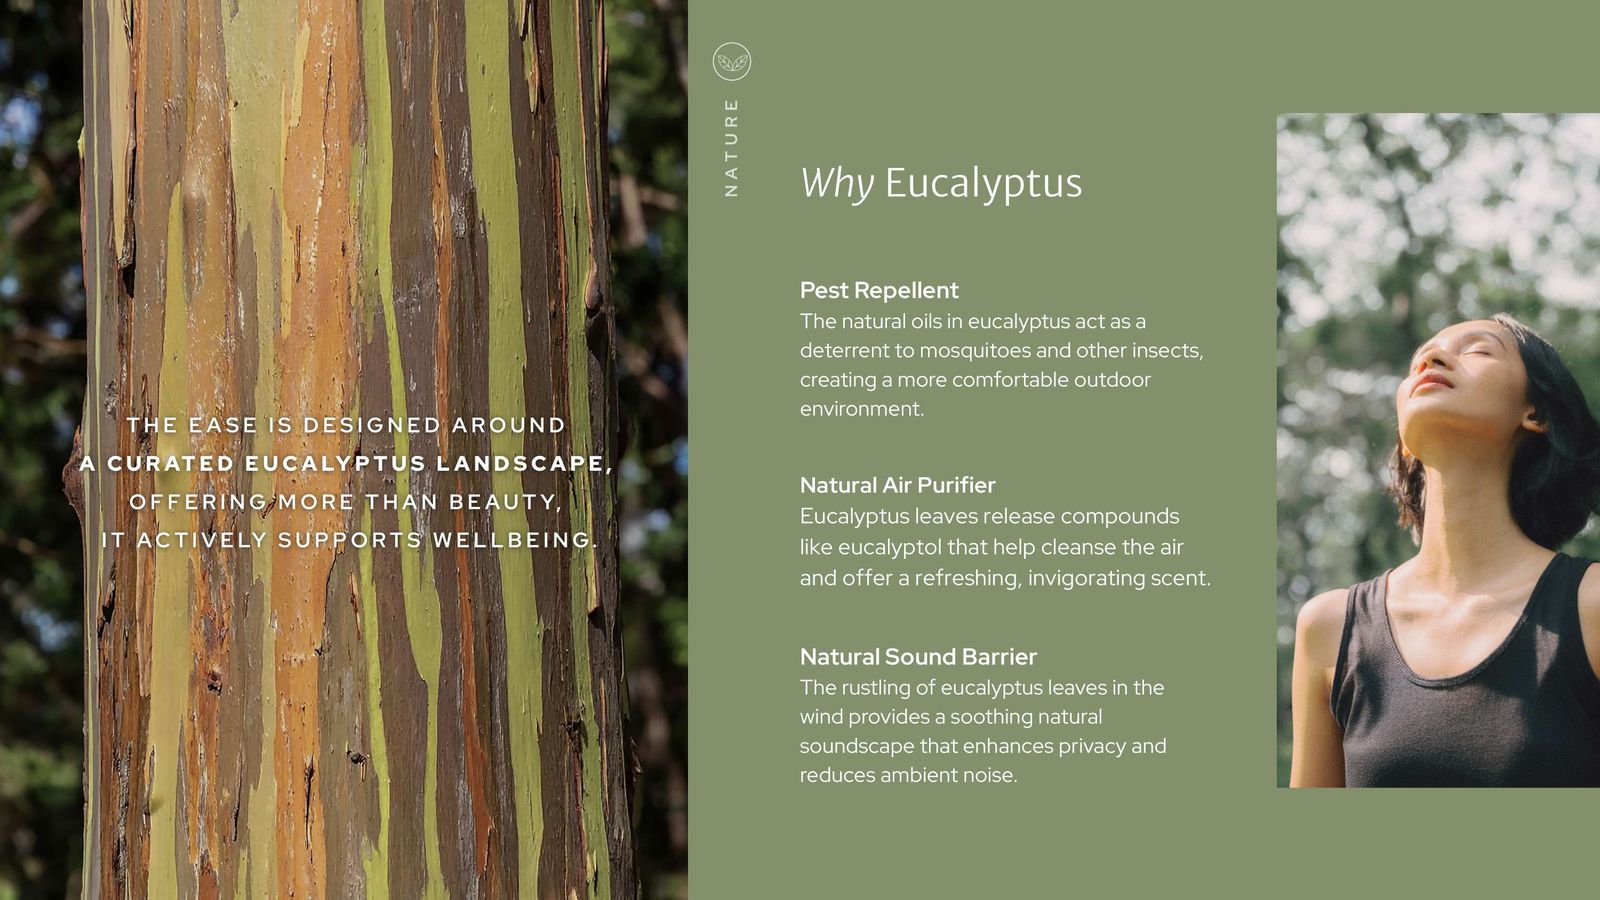 THE EASE IS DESIGNED AROUND
A CURATED EUCALYPTUS LANDSCAPE,
OFFERING MORE THAN BEAUTY,
IT ACTIVELY SUPPORTS WELLBEING.
NATURE
Why Eucalyptus
Pest Repellent
The natural oils in eucalyptus act as a
deterrent to mosquitoes and other insects,
creating a more comfortable outdoor
environment.
Natural Air Purifier
Eucalyptus leaves release compounds
like eucalyptol that help cleanse the air
and offer a refreshing, invigorating scent.
Natural Sound Barrier
The rustling of eucalyptus leaves in the
wind provides a soothing natural
soundscape that enhances privacy and
reduces ambient noise.